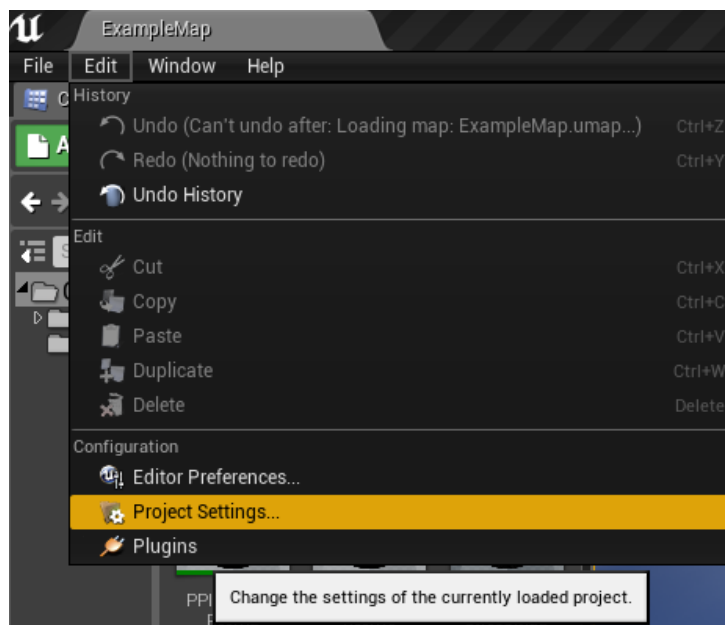 ExampleMap
File Edit Window Help
History
Undo (Can't undo after: Loading map: ExampleMap.umap...) Ctrl+Z
Redo (Nothing to redo) Ctrl+Y
Undo History
Edit
Cut Ctrl+X
Copy Ctrl+C
Paste Ctrl+V
Duplicate Ctrl+W
Delete Delete
Configuration
Editor Preferences...
Project Settings...
Plugins
Change the settings of the currently loaded project.